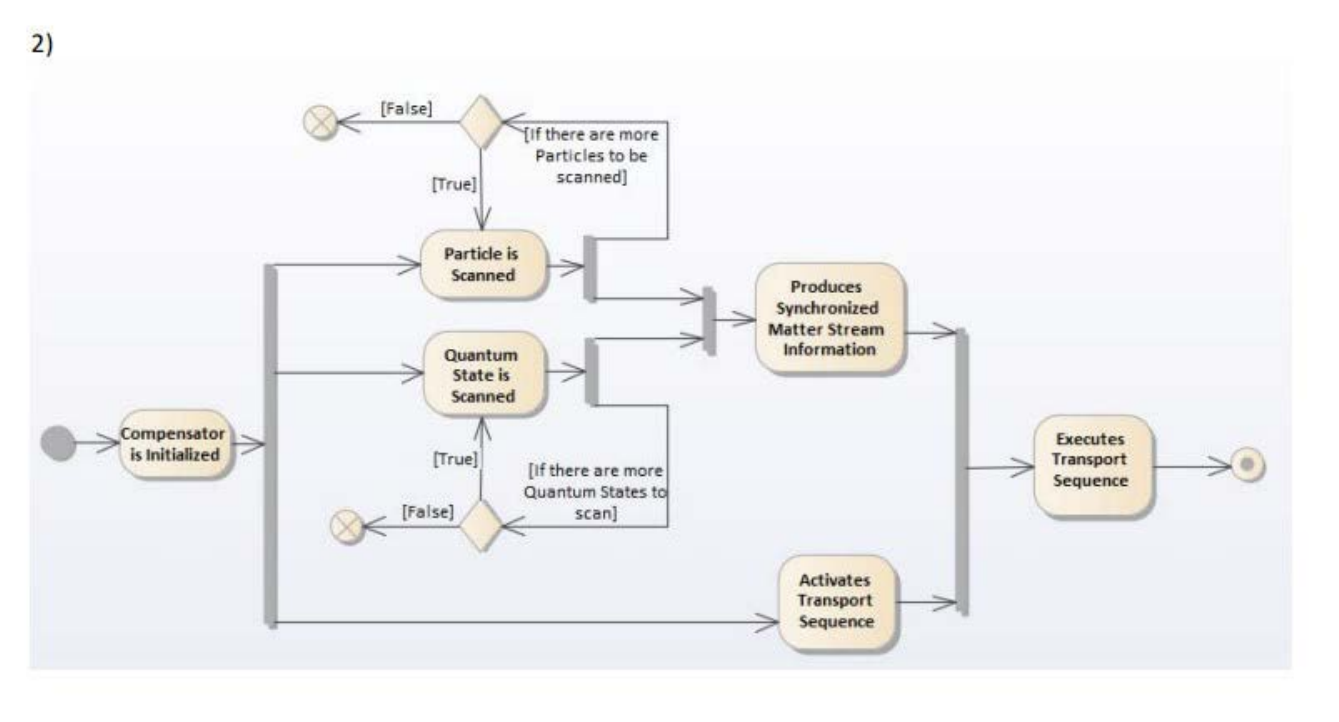 2)
[False]
[If there are more
Particles to be
scanned]
[True]
Particle is
Scanned
Produces
Synchronized
Matter Stream
Information
Quantum
State is
Scanned
Compensator
is Initialized
[True]
[If there are more
Quantum States to
scan]
[False]
Executes
Transport
Sequence
Activates
Transport
Sequence